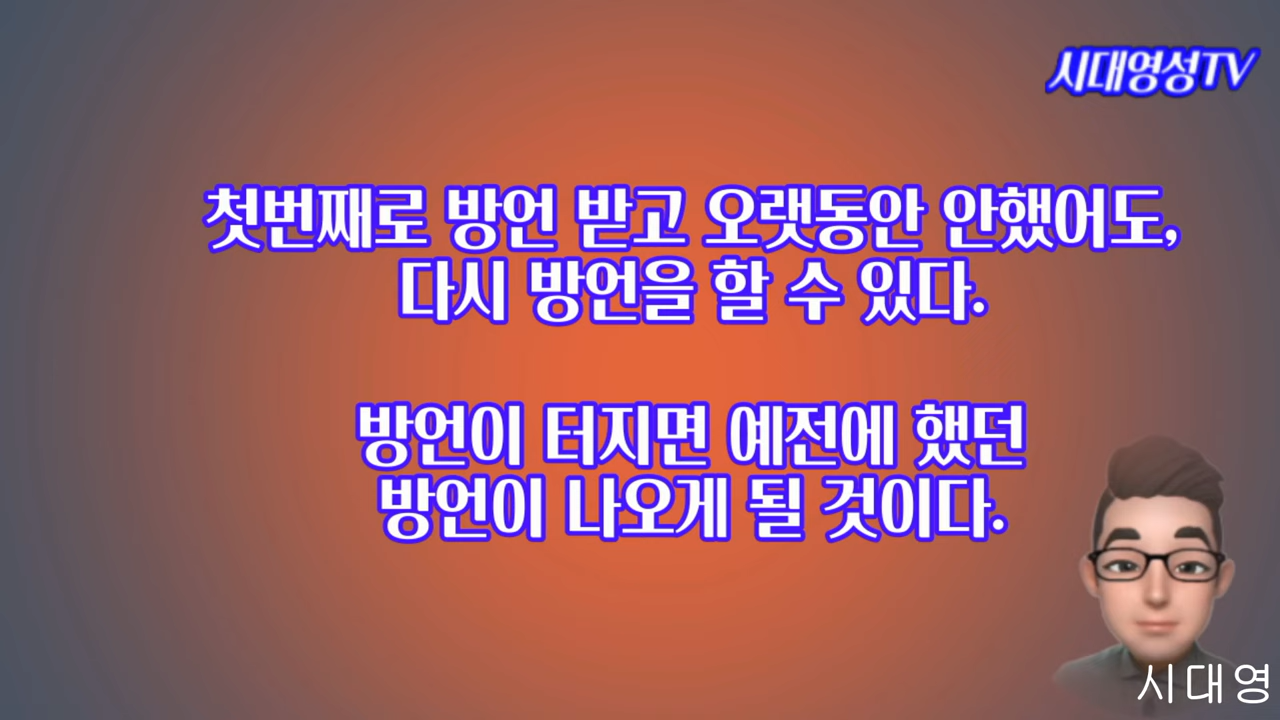 시대영성TV
첫번째로 방언 받고 오랫동안 안했어도,
다시 방언을 할 수 있다.
방언이 터지면 예전에 했던
방언이 나오게 될 것이다.
시대영